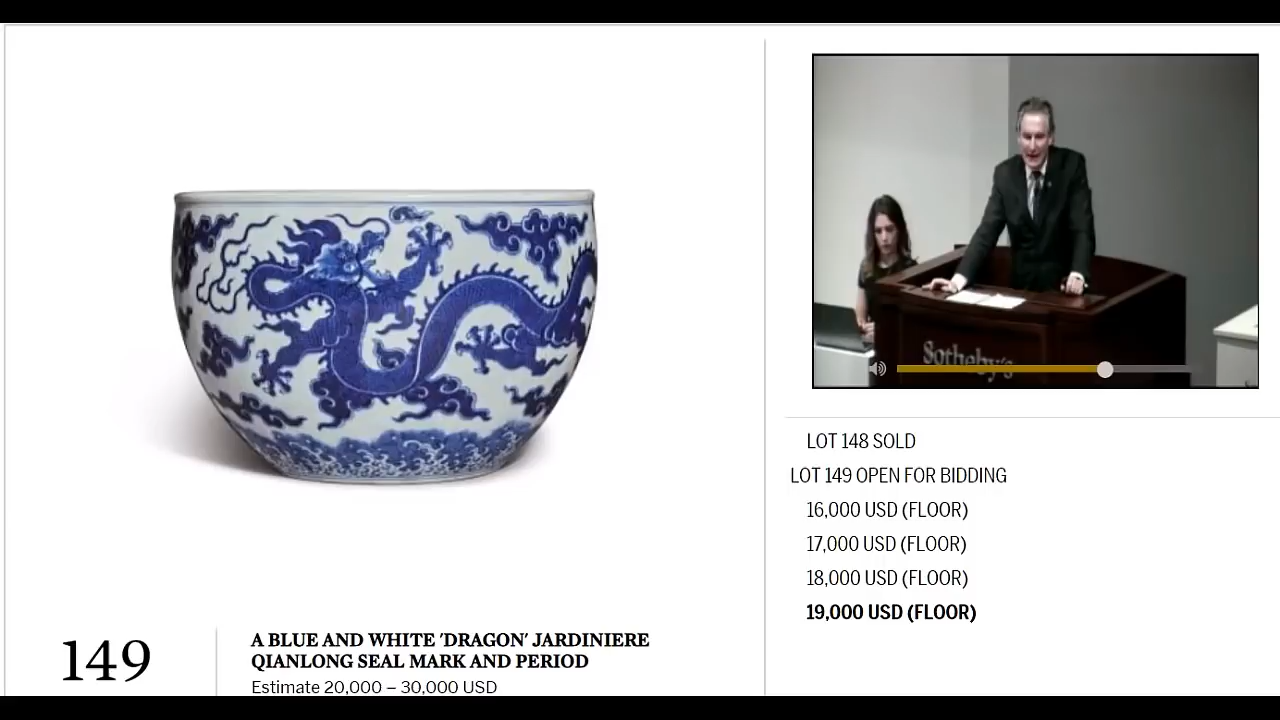 Sotheby's
LOT 148 SOLD
LOT 149 OPEN FOR BIDDING
16,000 USD (FLOOR)
17,000 USD (FLOOR)
18,000 USD (FLOOR)
19,000 USD (FLOOR)
149
A BLUE AND WHITE 'DRAGON' JARDINIERE
QIANLONG SEAL MARK AND PERIOD
Estimate 20,000 – 30,000 USD